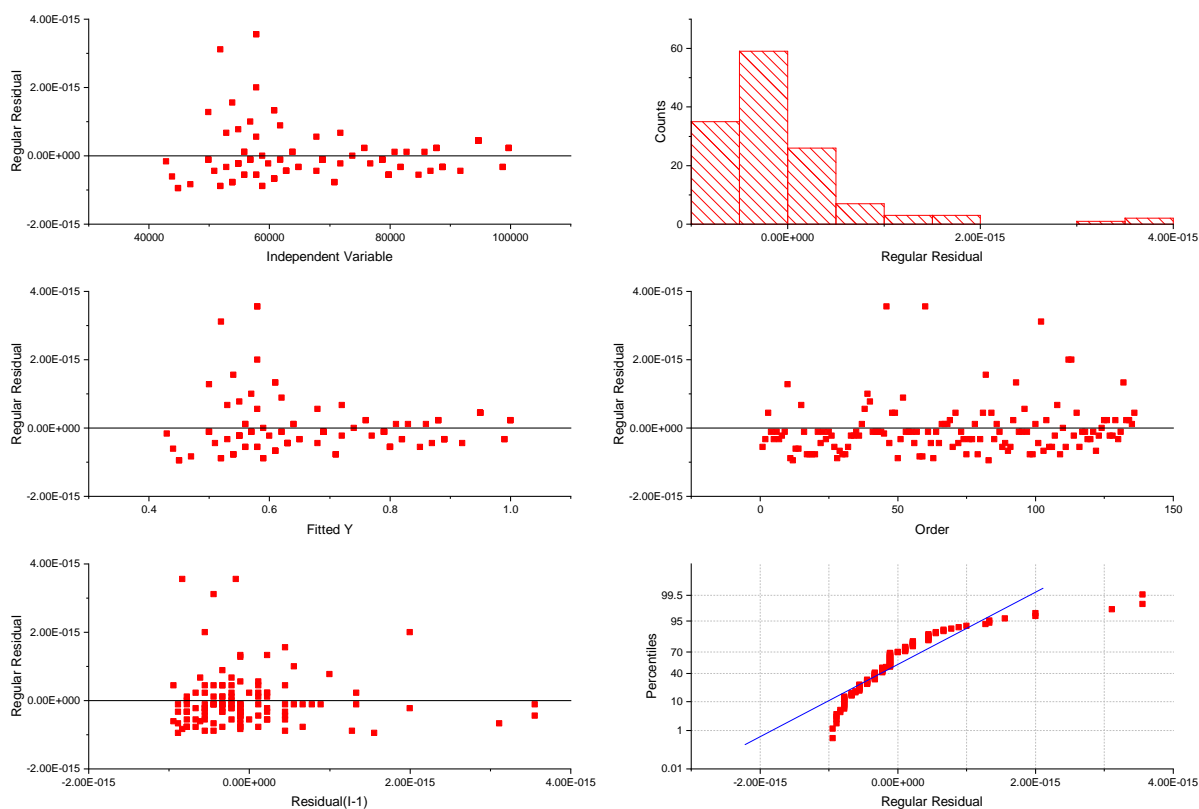 4.00E-015
2.00E-015
0.00E+000
-2.00E-015
Regular Residual
40000 60000 80000 100000
Independent Variable
60
40
20
0
Counts
0.00E+000 2.00E-015 4.00E-015
Regular Residual
4.00E-015
2.00E-015
0.00E+000
-2.00E-015
Regular Residual
0.4 0.6 0.8 1.0
Fitted Y
4.00E-015
2.00E-015
0.00E+000
-2.00E-015
Regular Residual
0 50 100 150
Order
4.00E-015
2.00E-015
0.00E+000
-2.00E-015
Regular Residual
-2.00E-015 0.00E+000 2.00E-015 4.00E-015
Residual(I-1)
99.5
95
70
40
10
1
0.01
Percentiles
-2.00E-015 0.00E+000 2.00E-015 4.00E-015
Regular Residual